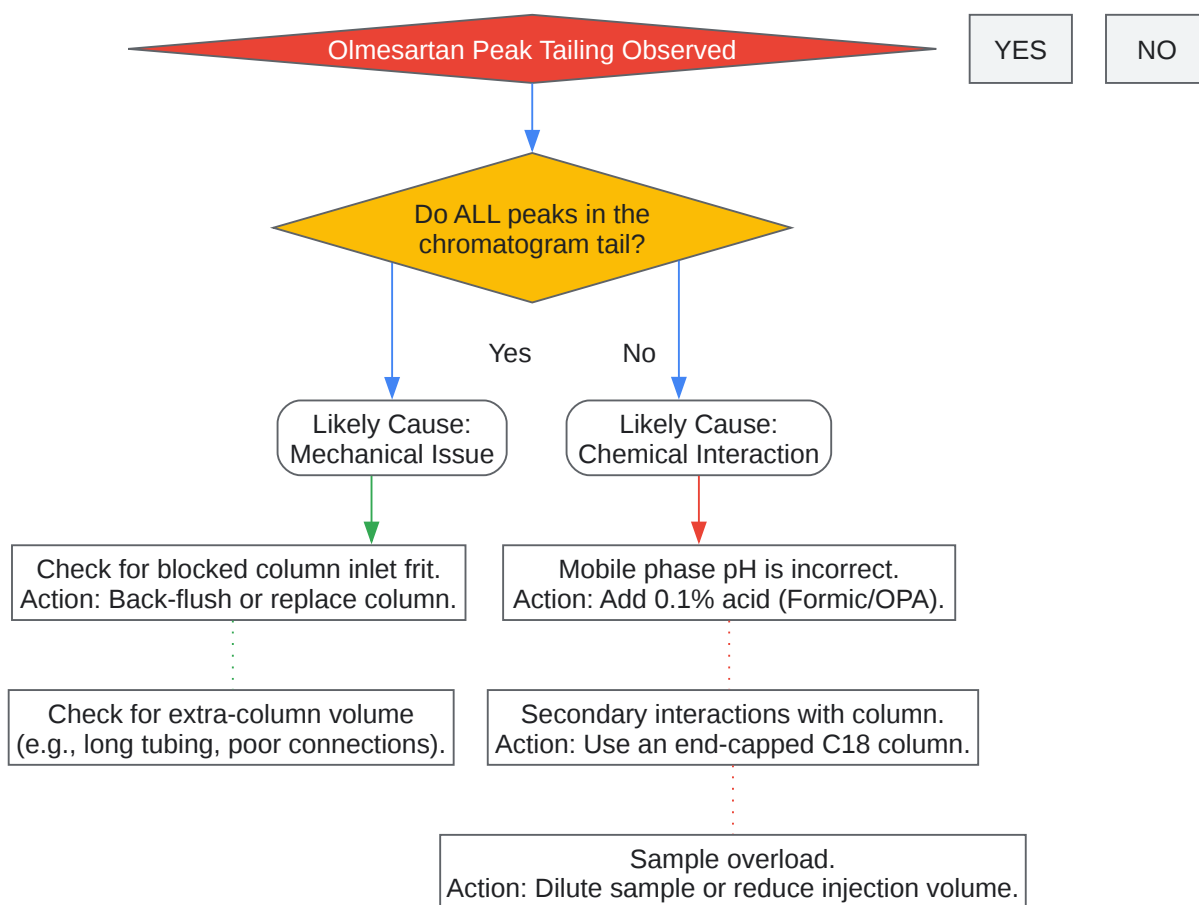 Olmesartan Peak Tailing Observed
YES
NO
Do ALL peaks in the
chromatogram tail?
Yes
No
Likely Cause:
Mechanical Issue
Likely Cause:
Chemical Interaction
Check for blocked column inlet frit.
Action: Back-flush or replace column.
Mobile phase pH is incorrect.
Action: Add 0.1% acid (Formic/OPA).
Check for extra-column volume
(e.g., long tubing, poor connections).
Secondary interactions with column.
Action: Use an end-capped C18 column.
Sample overload.
Action: Dilute sample or reduce injection volume.